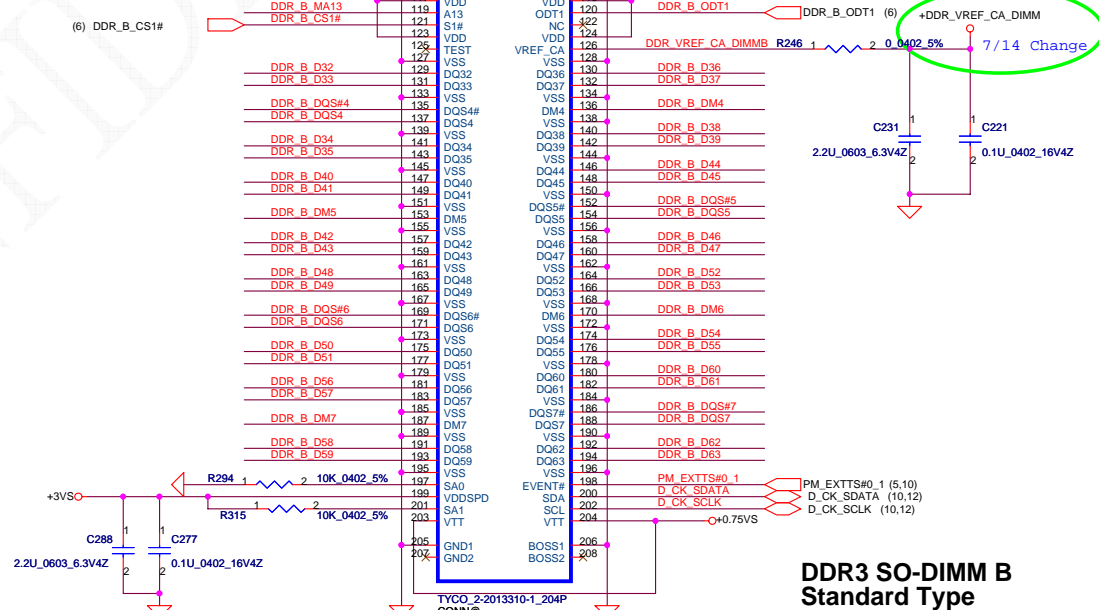 VDD VDD
DDR_B_MA13 119 A13 ODT1 120 DDR_B_ODT1 DDR_B_ODT1 (6) +DDR_VREF_CA_DIMM
(6) DDR_B_CS1# DDR_B_CS1# 121 S1# NC 122
123 VDD VDD 124
125 TEST VREF_CA 126 DDR_VREF_CA_DIMMB R246 1 2 0_0402_5% 7/14 Change
127 VSS VSS 128
DDR_B_D32 129 DQ32 DQ36 130 DDR_B_D36
DDR_B_D33 131 DQ33 DQ37 132 DDR_B_D37
133 VSS VSS 134
DDR_B_DQS#4 135 DQS4# DM4 136 DDR_B_DM4
DDR_B_DQS4 137 DQS4 VSS 138
139 VSS DQ38 140 DDR_B_D38
DDR_B_D34 141 DQ34 DQ39 142 DDR_B_D39
DDR_B_D35 143 DQ35 VSS 144
145 VSS DQ44 146 DDR_B_D44
DDR_B_D40 147 DQ40 DQ45 148 DDR_B_D45
DDR_B_D41 149 DQ41 VSS 150
151 VSS DQS5# 152 DDR_B_DQS#5
DDR_B_DM5 153 DM5 DQS5 154 DDR_B_DQS5
155 VSS VSS 156
DDR_B_D42 157 DQ42 DQ46 158 DDR_B_D46
DDR_B_D43 159 DQ43 DQ47 160 DDR_B_D47
161 VSS VSS 162
DDR_B_D48 163 DQ48 DQ52 164 DDR_B_D52
DDR_B_D49 165 DQ49 DQ53 166 DDR_B_D53
167 VSS VSS 168
DDR_B_DQS#6 169 DQS6# DM6 170 DDR_B_DM6
DDR_B_DQS6 171 DQS6 VSS 172
173 VSS DQ54 174 DDR_B_D54
DDR_B_D50 175 DQ50 DQ55 176 DDR_B_D55
DDR_B_D51 177 DQ51 VSS 178
179 VSS DQ60 180 DDR_B_D60
DDR_B_D56 181 DQ56 DQ61 182 DDR_B_D61
DDR_B_D57 183 DQ57 VSS 184
185 VSS DQS7# 186 DDR_B_DQS#7
DDR_B_DM7 187 DM7 DQS7 188 DDR_B_DQS7
189 VSS VSS 190
DDR_B_D58 191 DQ58 DQ62 192 DDR_B_D62
DDR_B_D59 193 DQ59 DQ63 194 DDR_B_D63
195 VSS VSS 196
R294 1 2 10K_0402_5% 197 SA0 EVENT# 198 PM_EXTTS#0_1 PM_EXTTS#0_1 (5,10)
+3VS 199 VDDSPD SDA 200 D_CK_SDATA D_CK_SDATA (10,12)
R315 1 2 10K_0402_5% 201 SA1 SCL 202 D_CK_SCLK D_CK_SCLK (10,12)
203 VTT VTT 204 +0.75VS
205 GND1 BOSS1 206
207 GND2 BOSS2 208
1 1
C231 C221
2.2U_0603_6.3V4Z 0.1U_0402_16V4Z
2 2
1 1
C288 C277
2.2U_0603_6.3V4Z 0.1U_0402_16V4Z
2 2
TYCO_2-2013310-1_204P
CONN@
DDR3 SO-DIMM B
Standard Type